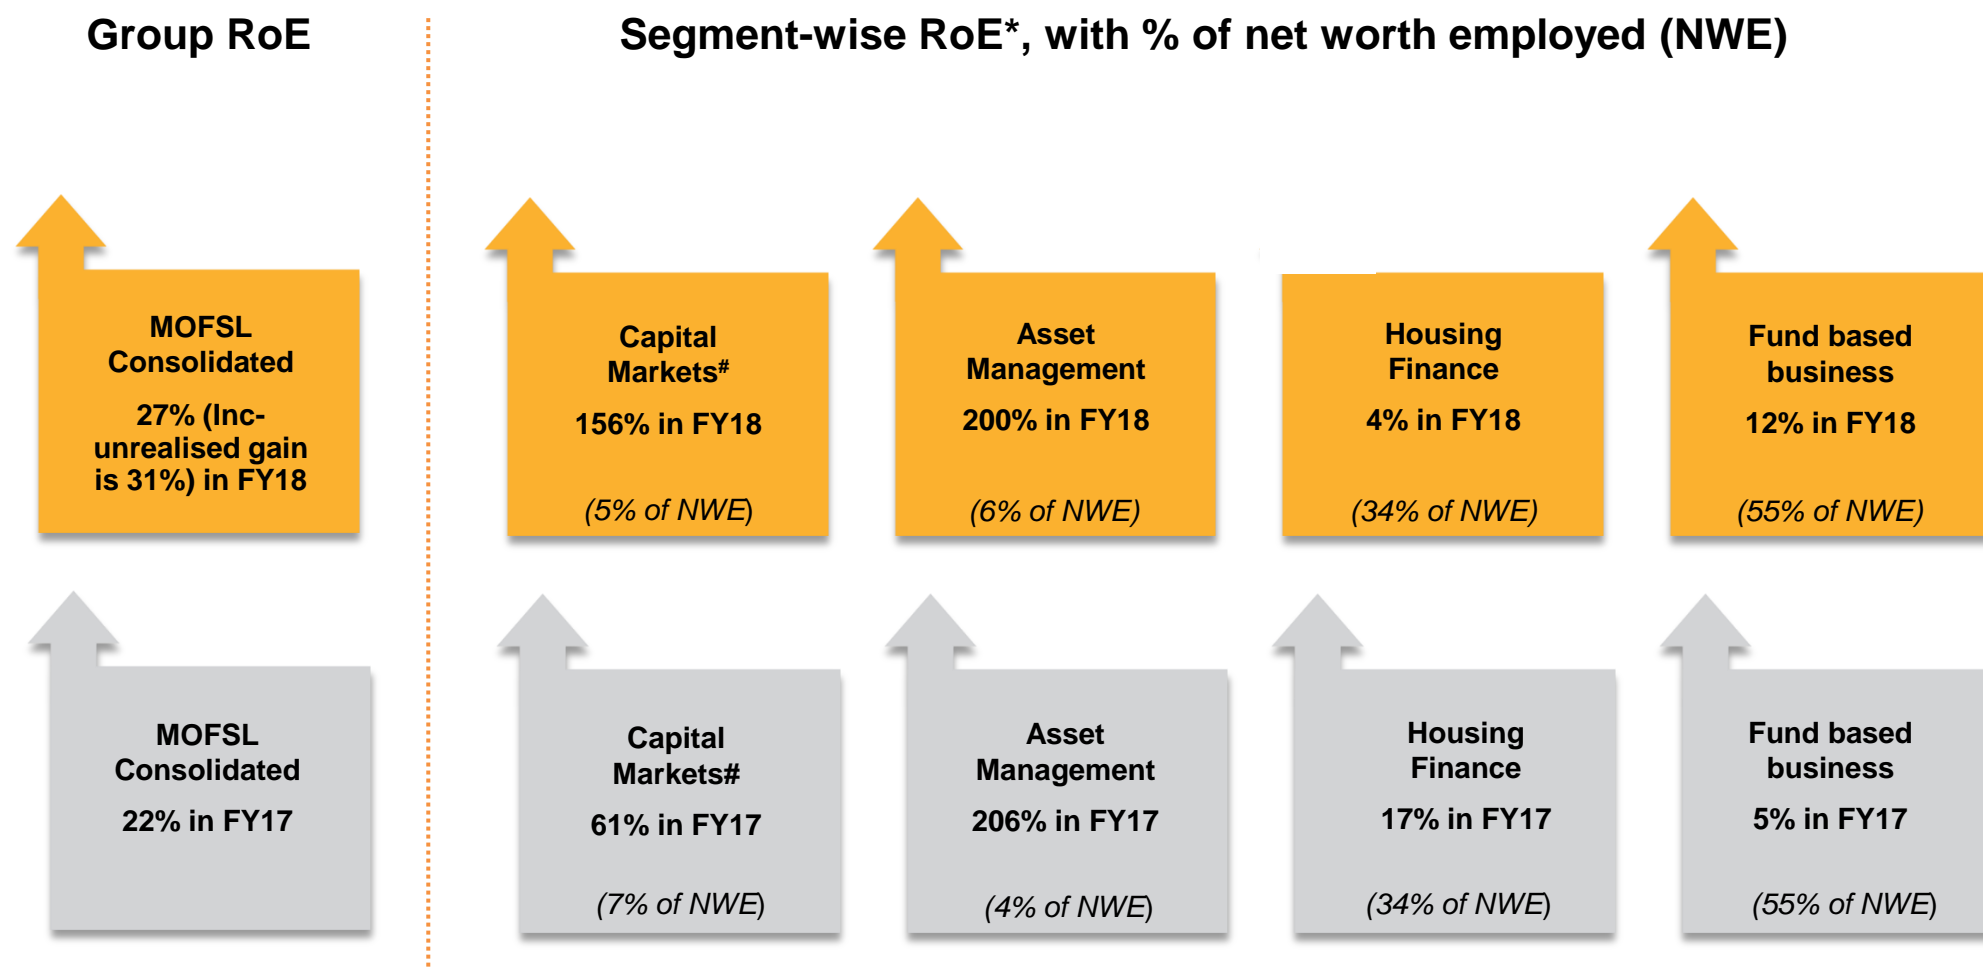 Group RoE
Segment-wise RoE*, with % of net worth employed (NWE)
MOFSL
Consolidated
27% (Inc-
unrealised gain
is 31%) in FY18
Capital
Markets#
156% in FY18
(5% of NWE)
Asset
Management
200% in FY18
(6% of NWE)
Housing
Finance
4% in FY18
(34% of NWE)
Fund based
business
12% in FY18
(55% of NWE)
MOFSL
Consolidated
22% in FY17
Capital
Markets#
61% in FY17
(7% of NWE)
Asset
Management
206% in FY17
(4% of NWE)
Housing
Finance
17% in FY17
(34% of NWE)
Fund based
business
5% in FY17
(55% of NWE)